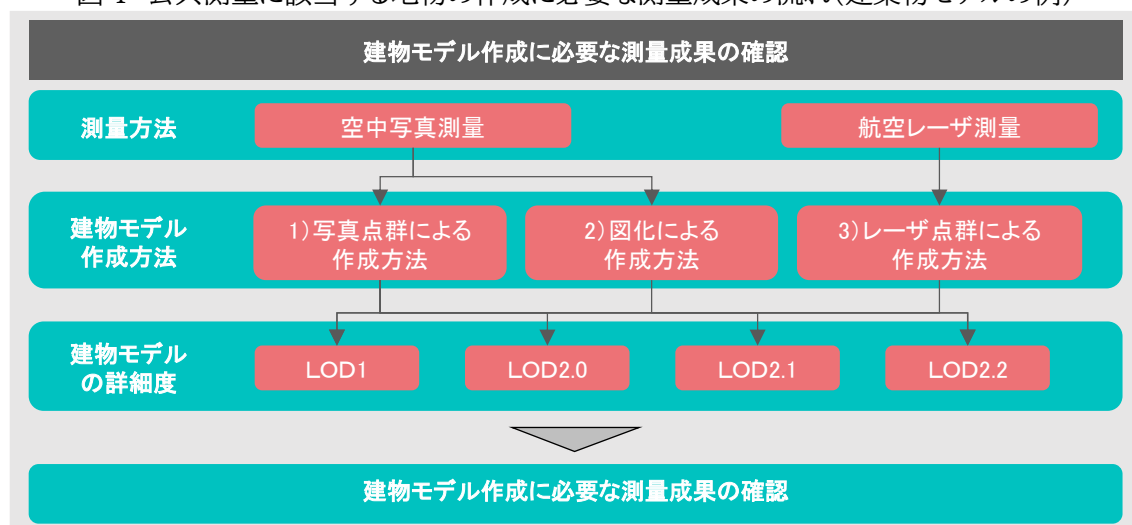 建物モデル作成に必要な測量成果の確認
測量方法
空中写真測量
航空レーザ測量
建物モデル
作成方法
1)写真点群による
作成方法
2)図化による
作成方法
3)レーザ点群による
作成方法
建物モデル
の詳細度
LOD1
LOD2.0
LOD2.1
LOD2.2
建物モデル作成に必要な測量成果の確認